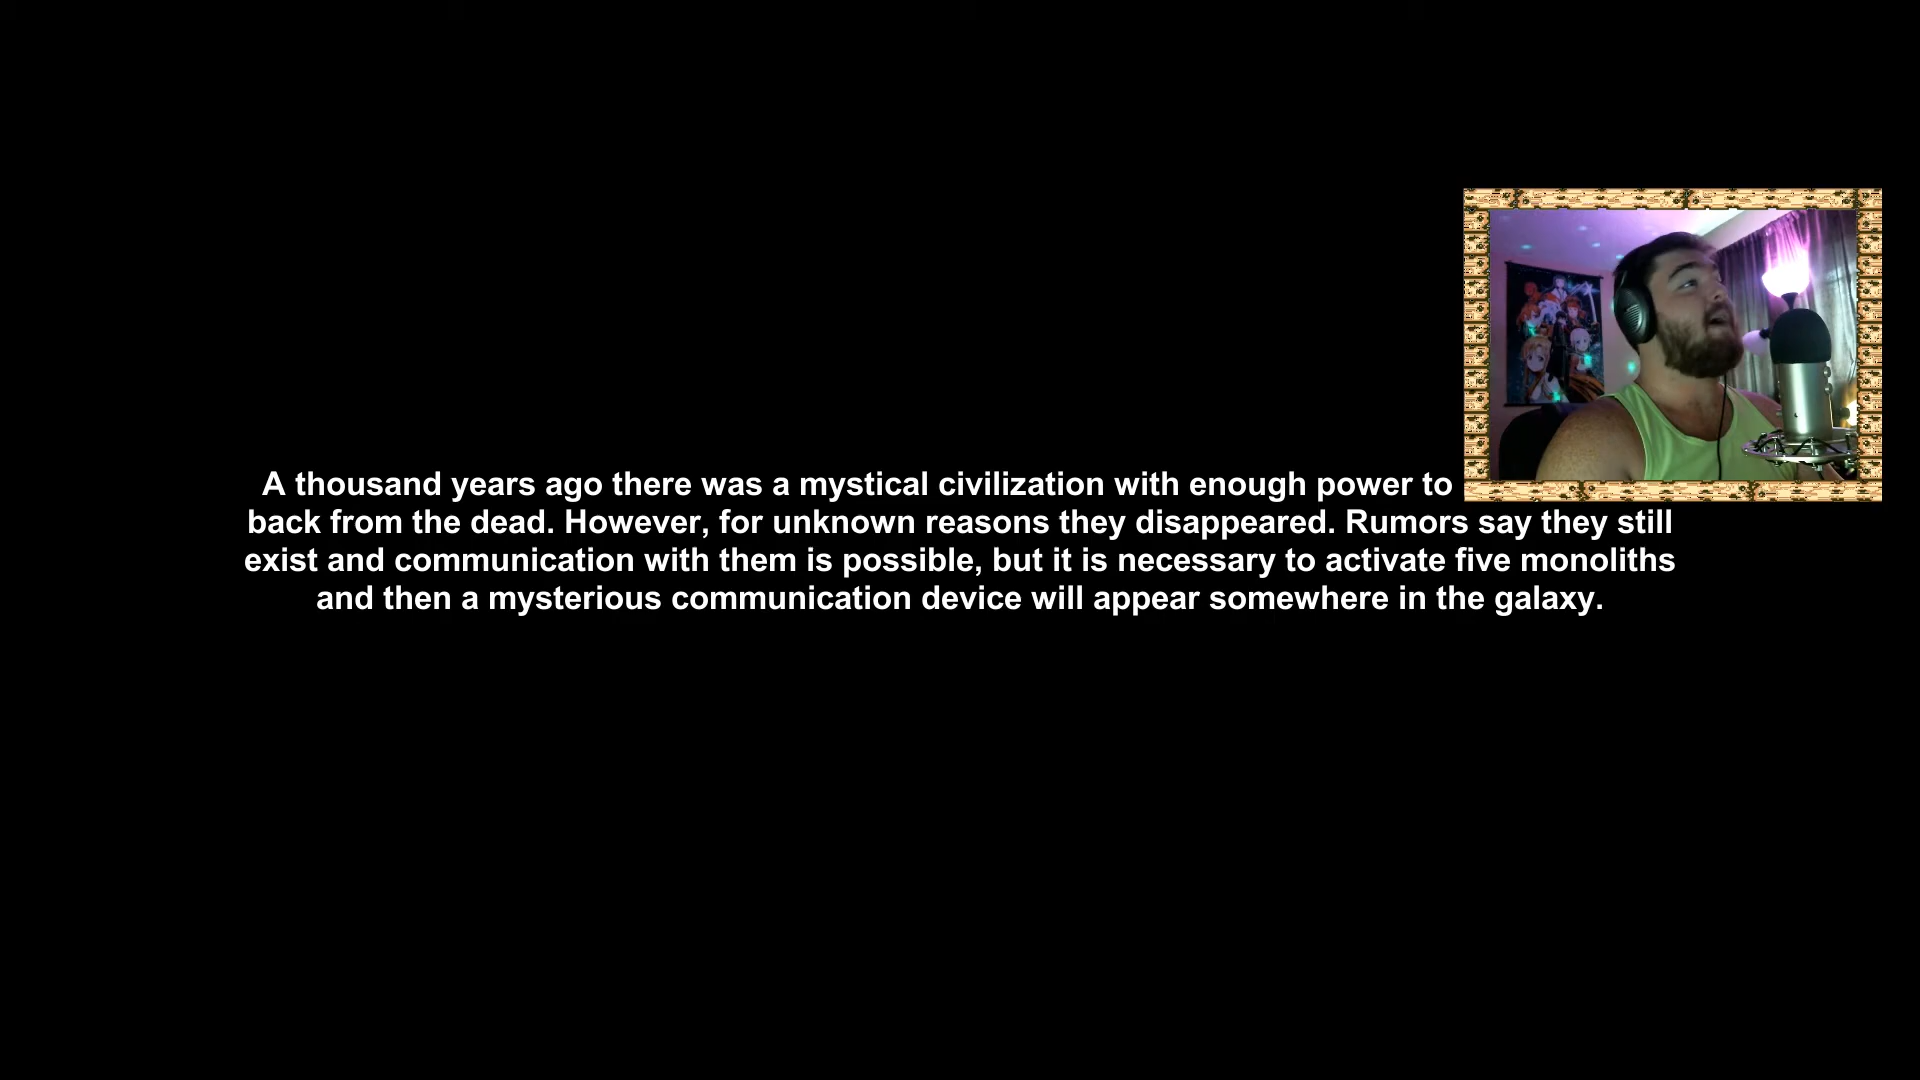 A thousand years ago there was a mystical civilization with enough power to
back from the dead. However, for unknown reasons they disappeared. Rumors say they still
exist and communication with them is possible, but it is necessary to activate five monoliths
and then a mysterious communication device will appear somewhere in the galaxy.